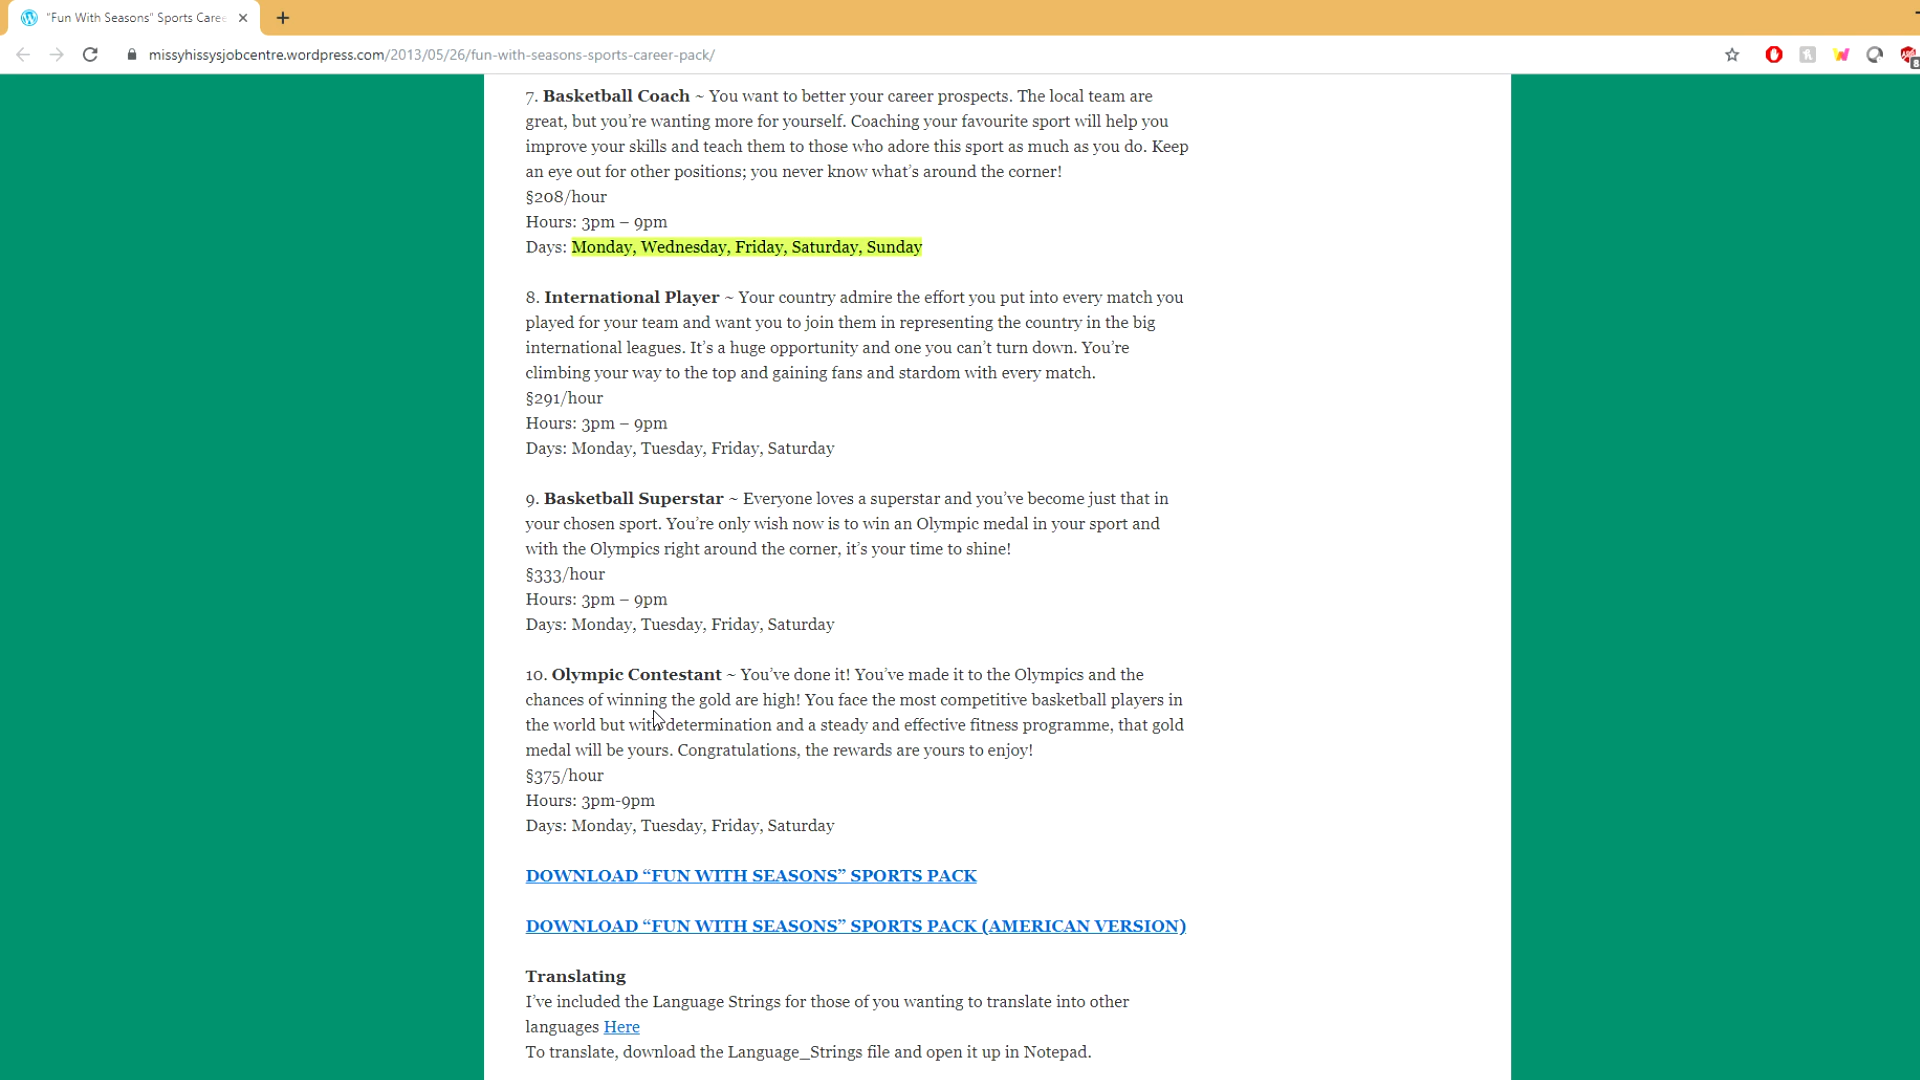 "Fun With Seasons" Sports Caree
missyhissysjobcentre.wordpress.com/2013/05/26/fun-with-seasons-sports-career-pack/
7. Basketball Coach ~ You want to better your career prospects. The local team are
great, but you’re wanting more for yourself. Coaching your favourite sport will help you
improve your skills and teach them to those who adore this sport as much as you do. Keep
an eye out for other positions; you never know what’s around the corner!
§208/hour
Hours: 3pm – 9pm
Days: Monday, Wednesday, Friday, Saturday, Sunday
8. International Player ~ Your country admire the effort you put into every match you
played for your team and want you to join them in representing the country in the big
international leagues. It’s a huge opportunity and one you can’t turn down. You’re
climbing your way to the top and gaining fans and stardom with every match.
§291/hour
Hours: 3pm – 9pm
Days: Monday, Tuesday, Friday, Saturday
9. Basketball Superstar ~ Everyone loves a superstar and you’ve become just that in
your chosen sport. You’re only wish now is to win an Olympic medal in your sport and
with the Olympics right around the corner, it’s your time to shine!
§333/hour
Hours: 3pm – 9pm
Days: Monday, Tuesday, Friday, Saturday
10. Olympic Contestant ~ You’ve done it! You’ve made it to the Olympics and the
chances of winning the gold are high! You face the most competitive basketball players in
the world but with determination and a steady and effective fitness programme, that gold
medal will be yours. Congratulations, the rewards are yours to enjoy!
§375/hour
Hours: 3pm-9pm
Days: Monday, Tuesday, Friday, Saturday
DOWNLOAD “FUN WITH SEASONS” SPORTS PACK
DOWNLOAD “FUN WITH SEASONS” SPORTS PACK (AMERICAN VERSION)
Translating
I’ve included the Language Strings for those of you wanting to translate into other
languages Here
To translate, download the Language_Strings file and open it up in Notepad.